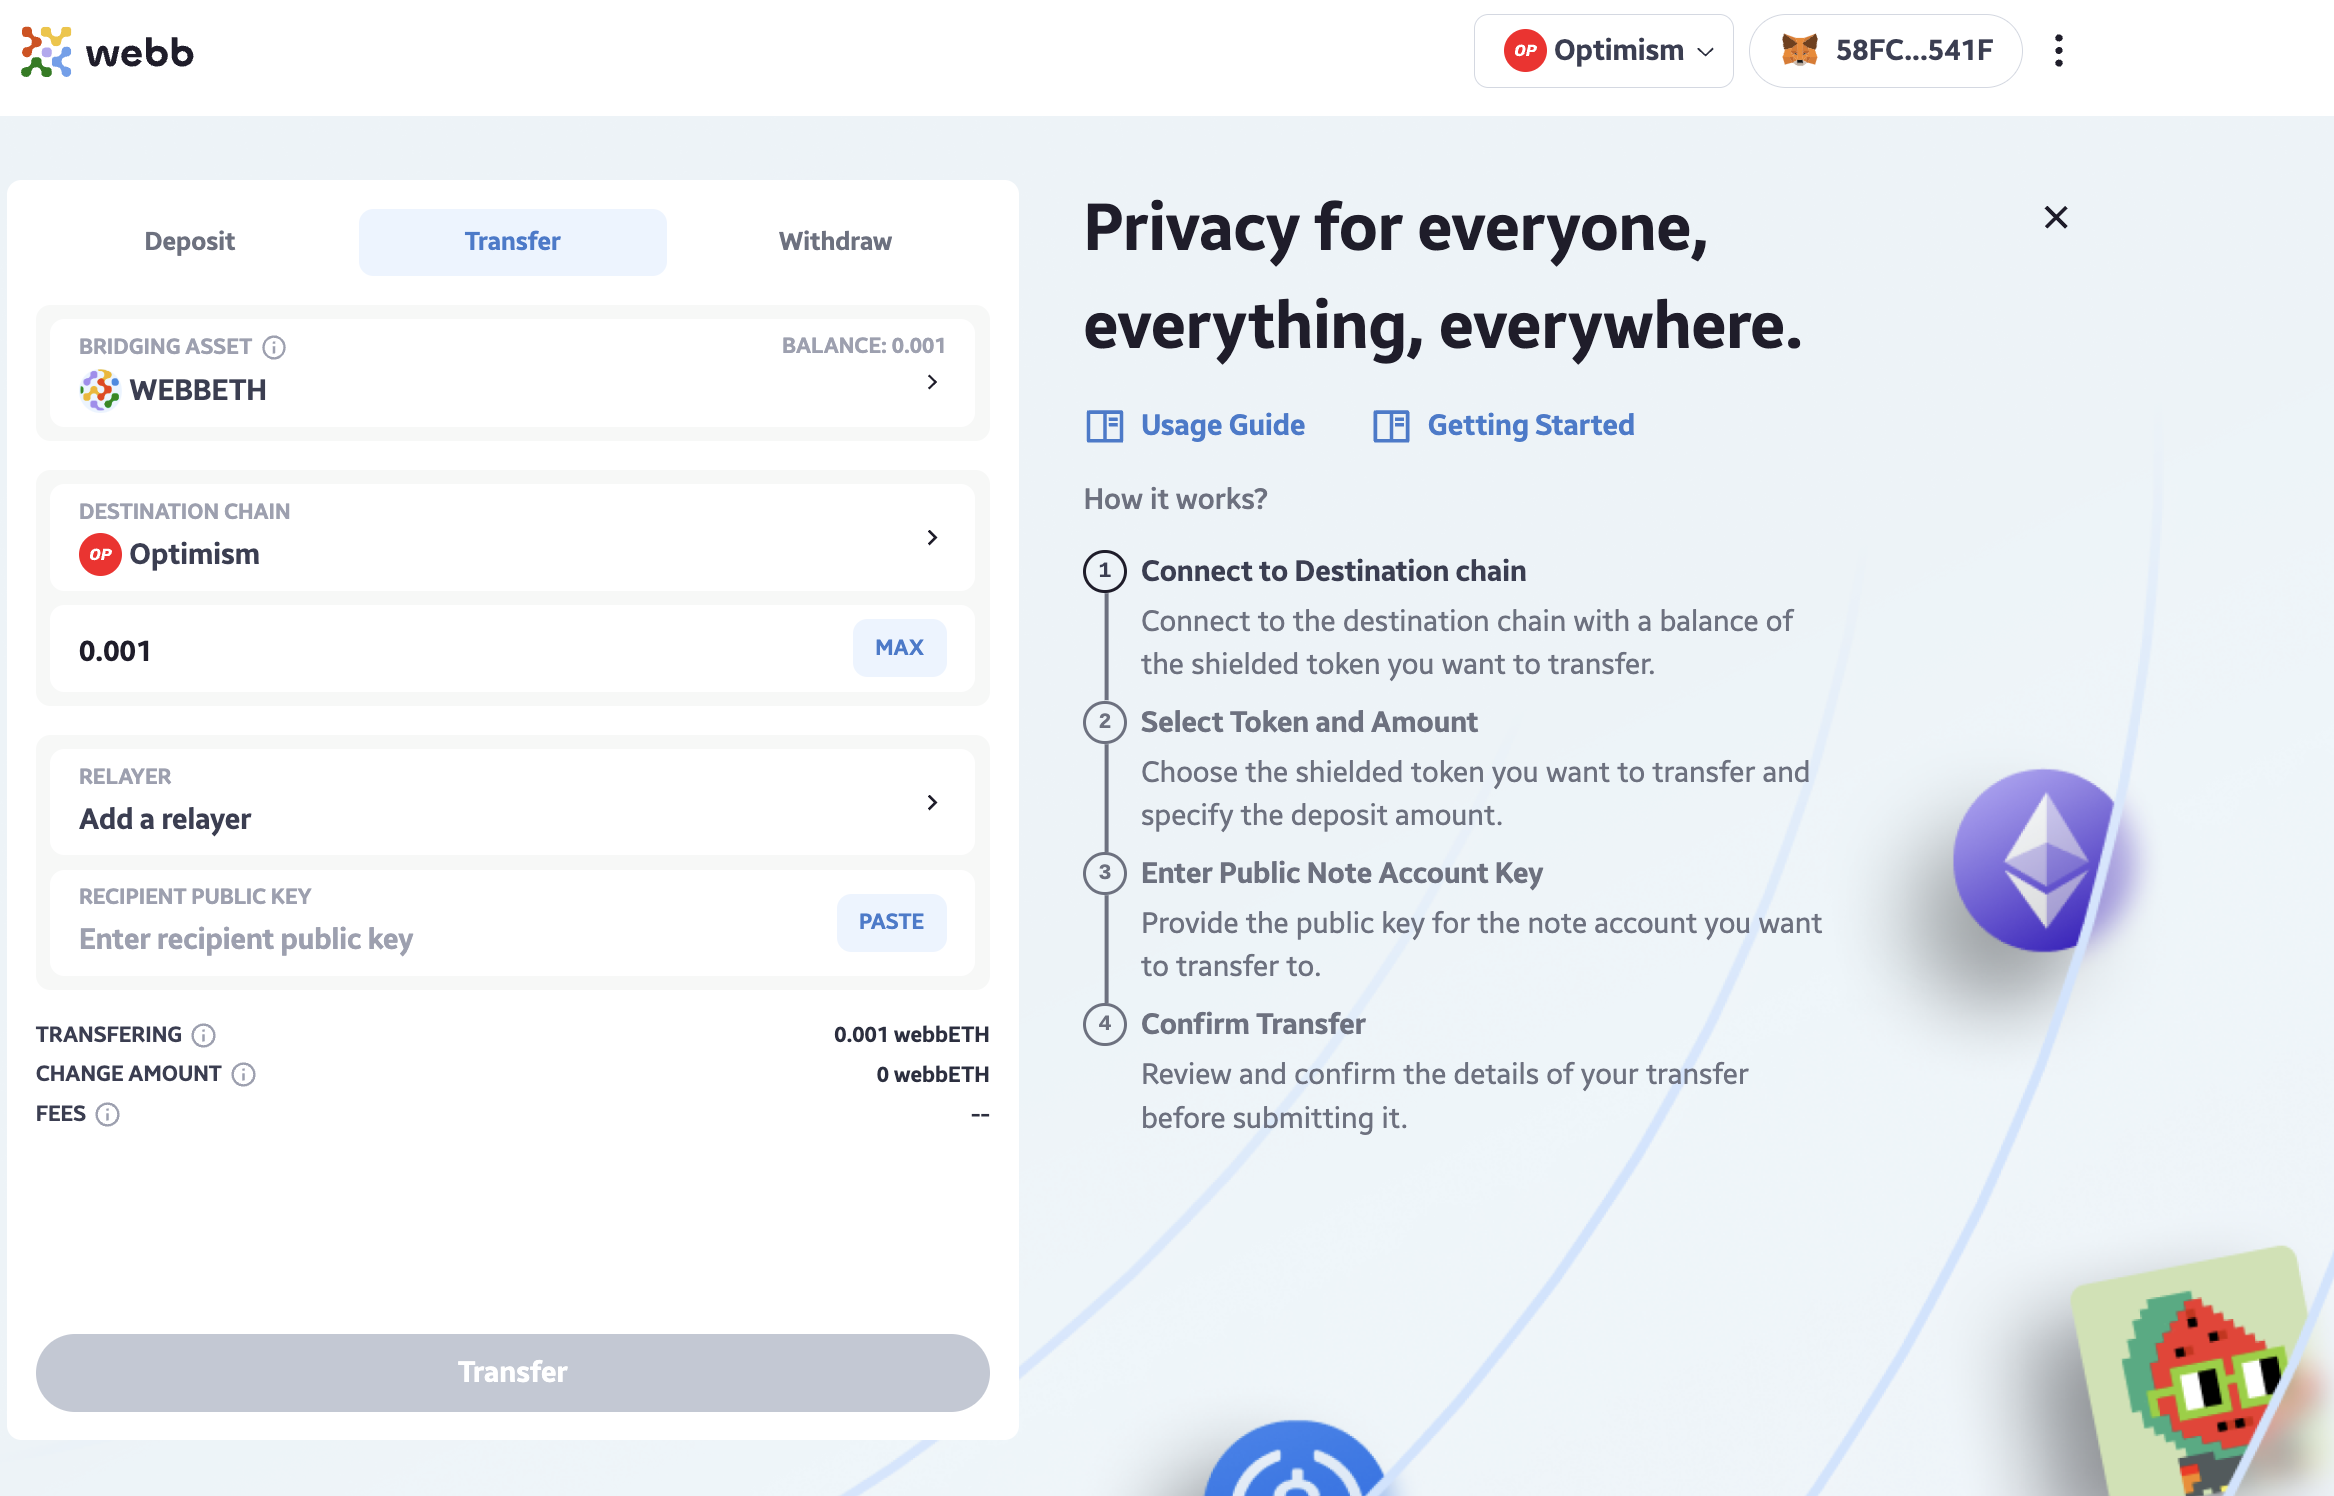 webb
OP Optimism
58FC...541F
Deposit
Transfer
Withdraw
BRIDGING ASSET
BALANCE: 0.001
WEBBETH
DESTINATION CHAIN
OP Optimism
0.001
MAX
RELAYER
Add a relayer
RECIPIENT PUBLIC KEY
Enter recipient public key
PASTE
TRANSFERING
0.001 webbETH
CHANGE AMOUNT
0 webbETH
FEES
--
Transfer
Privacy for everyone,
everything, everywhere.
Usage Guide
Getting Started
How it works?
1 Connect to Destination chain
Connect to the destination chain with a balance of
the shielded token you want to transfer.
2 Select Token and Amount
Choose the shielded token you want to transfer and
specify the deposit amount.
3 Enter Public Note Account Key
Provide the public key for the note account you want
to transfer to.
4 Confirm Transfer
Review and confirm the details of your transfer
before submitting it.